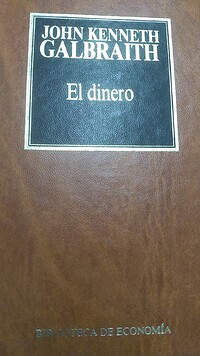 JOHN KENNETH
GALBRAITH
El dinero
BIBLIOTECA DE ECONOMÍA